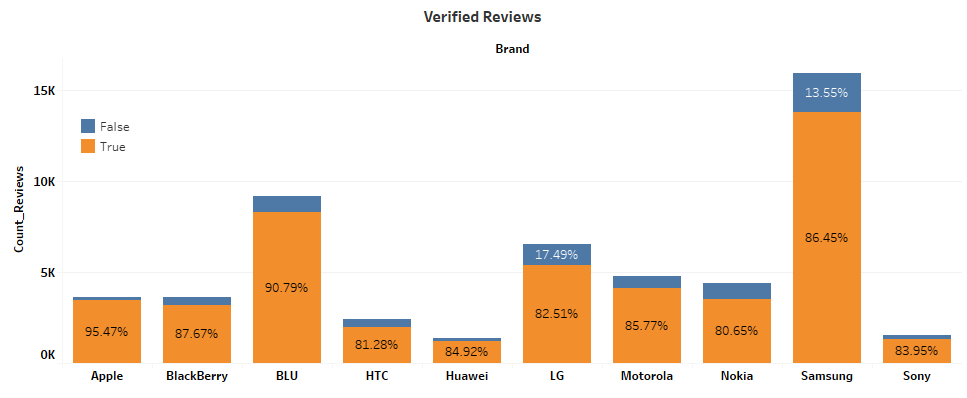 Verified Reviews
Brand
15K
10K
5K
0K
Count_Reviews
False
True
13.55%
86.45%
90.79%
17.49%
82.51%
95.47%
87.67%
81.28%
84.92%
85.77%
80.65%
83.95%
Apple BlackBerry BLU HTC Huawei LG Motorola Nokia Samsung Sony